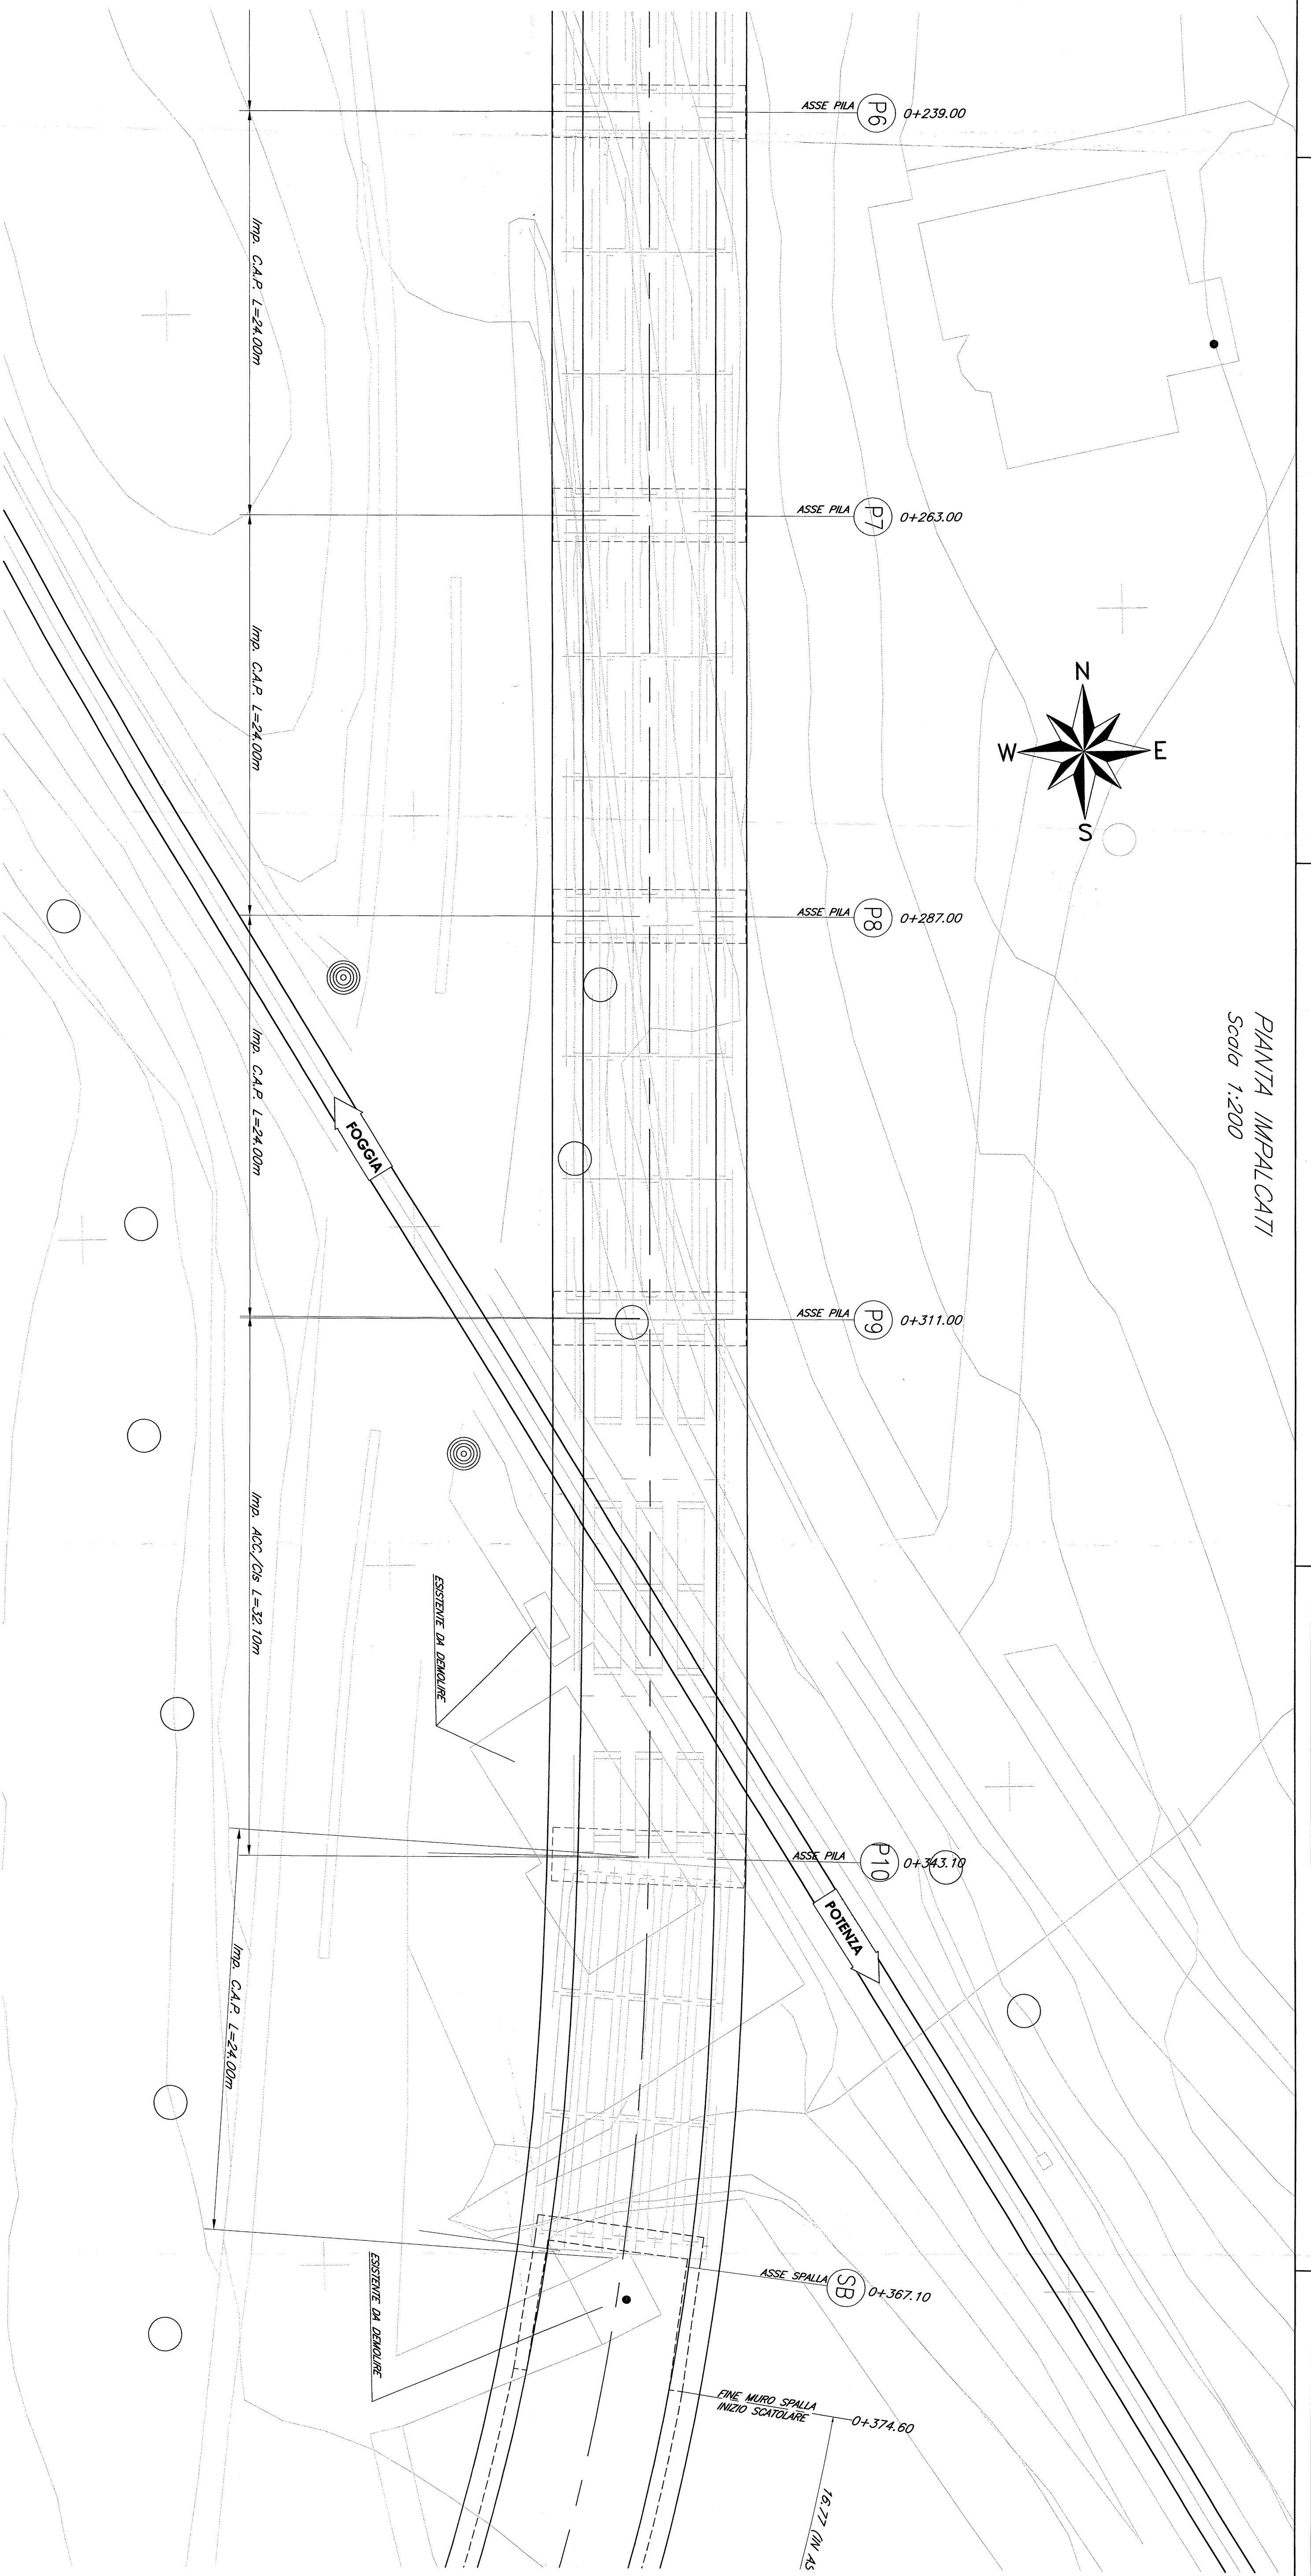 ASSE PILA P6 0+239.00
Imp. C.A.P. L=24.00m
ASSE PILA P7 0+263.00
Imp. C.A.P. L=24.00m
N
W E
S
ASSE PILA P8 0+287.00
PIANTA IMPALCATI
Scala 1:200
Imp. C.A.P. L=24.00m
FOGGIA
ASSE PILA P9 0+311.00
Imp. ACC./Cls L=32.10m
ESISTENTE DA DEMOLIRE
ASSE PILA P10 0+343.10
POTENZA
Imp. C.A.P. L=24.00m
ASSE SPALLA SB 0+367.10
ESISTENTE DA DEMOLIRE
FINE MURO SPALLA
INIZIO SCATOLARE
0+374.60
16.77 (IN AS